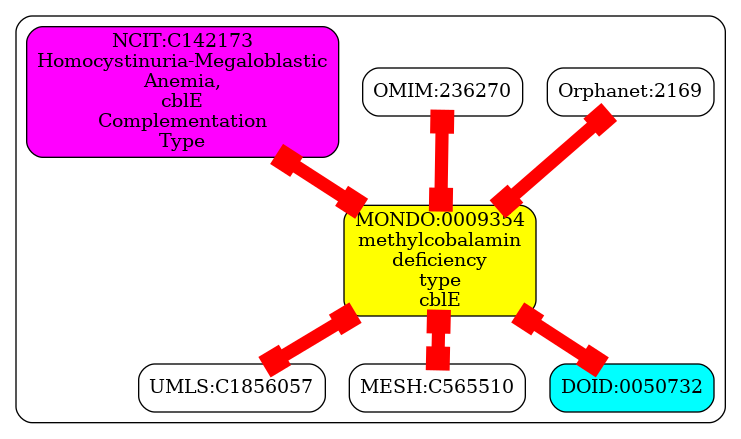 NCIT:C142173
Homocystinuria-Megaloblastic
Anemia,
cblE
Complementation
Type
OMIM:236270
Orphanet:2169
MONDO:0009354
methylcobalamin
deficiency
type
cblE
UMLS:C1856057
MESH:C565510
DOID:0050732